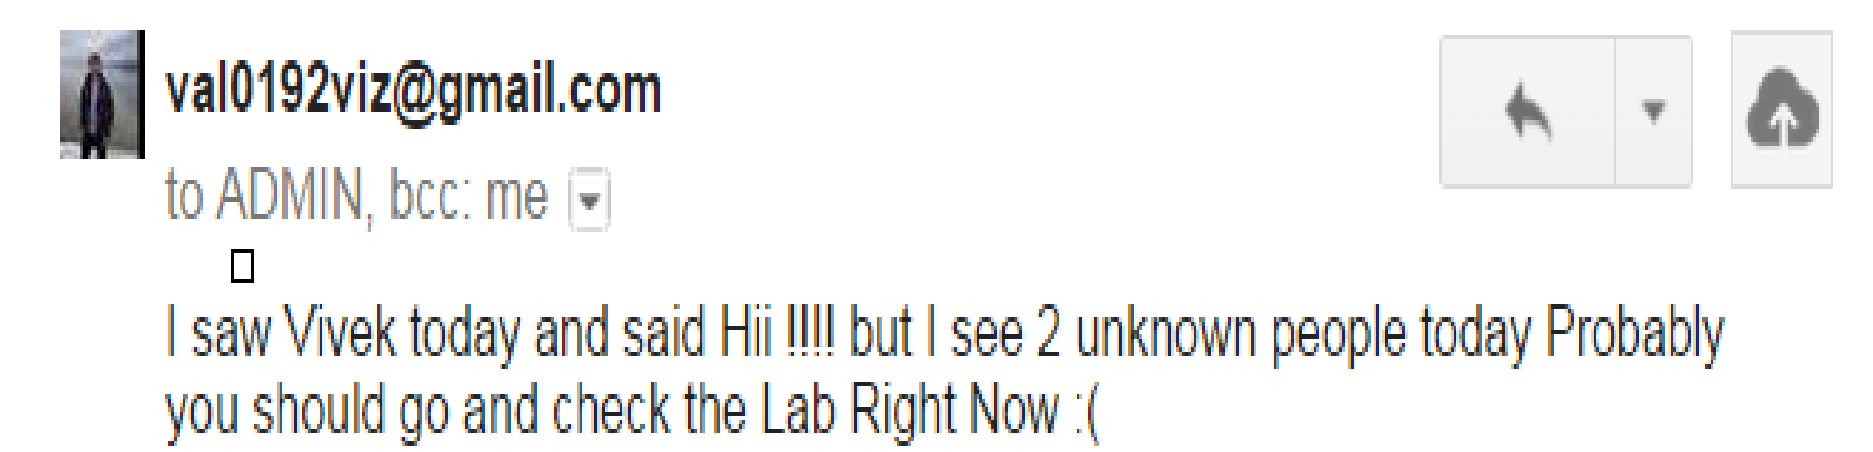 val0192viz@gmail.com
to ADMIN, bcc: me
I saw Vivek today and said Hii !!!! but I see 2 unknown people today Probably
you should go and check the Lab Right Now :(